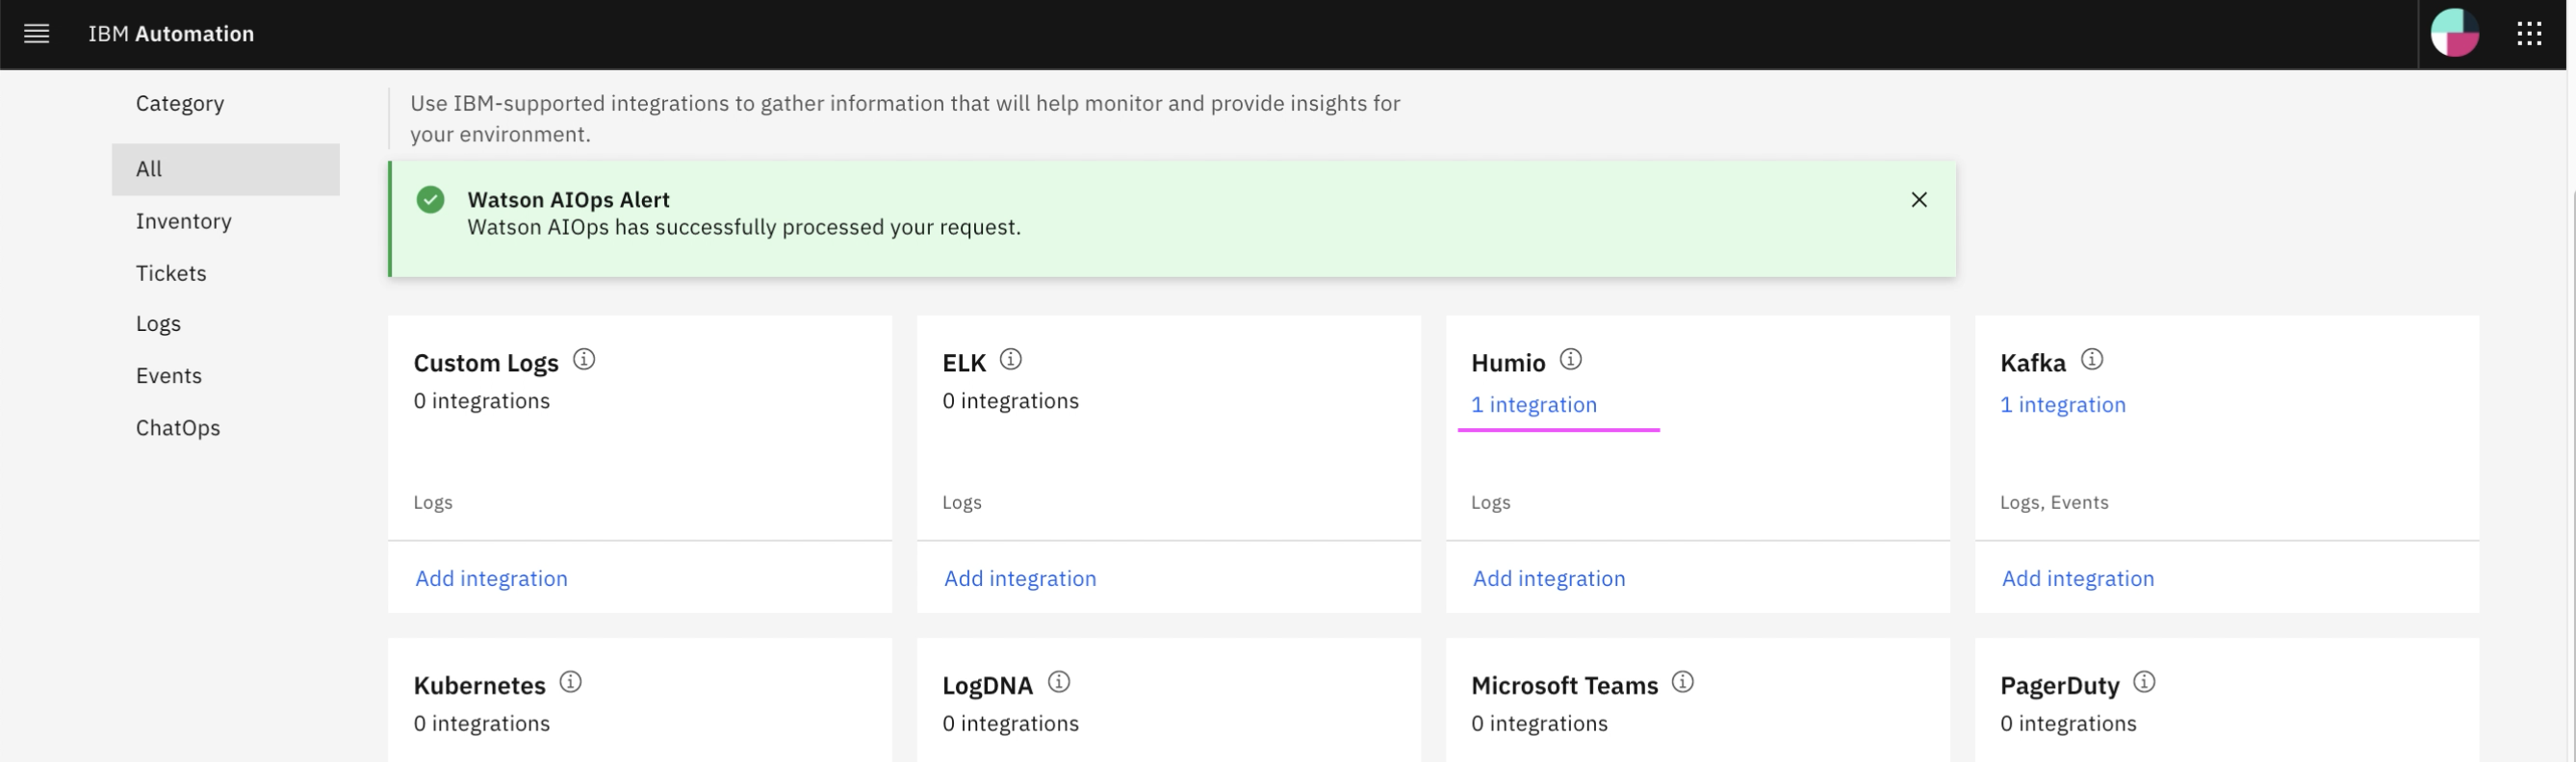 IBM Automation
Category
All
Inventory
Tickets
Logs
Events
ChatOps
Use IBM-supported integrations to gather information that will help monitor and provide insights for
your environment.
Watson AIOps Alert
Watson AIOps has successfully processed your request.
Custom Logs
0 integrations
Logs
Add integration
ELK
0 integrations
Logs
Add integration
Humio
1 integration
Logs
Add integration
Kafka
1 integration
Logs, Events
Add integration
Kubernetes
0 integrations
LogDNA
0 integrations
Microsoft Teams
0 integrations
PagerDuty
0 integrations